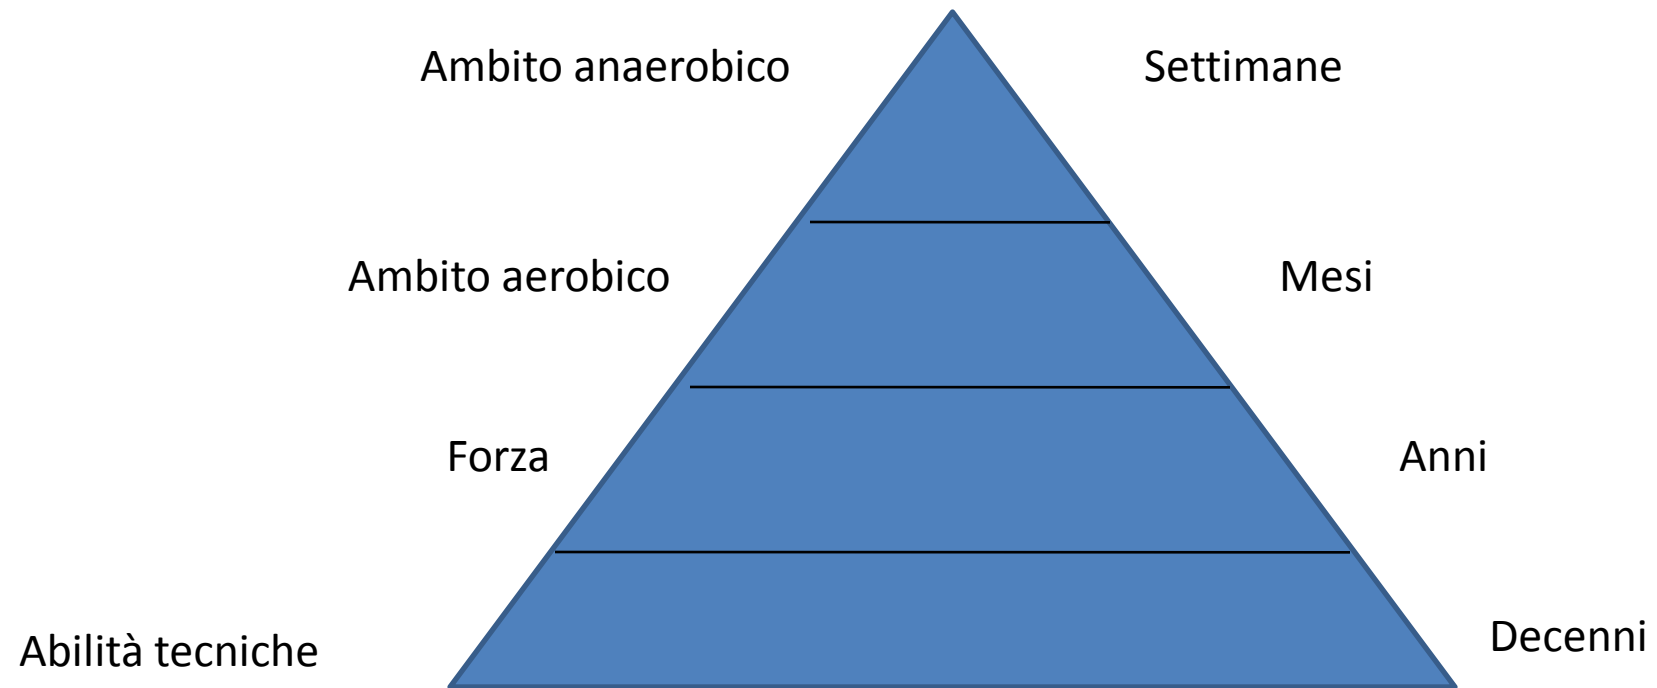 Ambito anaerobico
Settimane
Ambito aerobico
Mesi
Forza
Anni
Abilità tecniche
Decenni